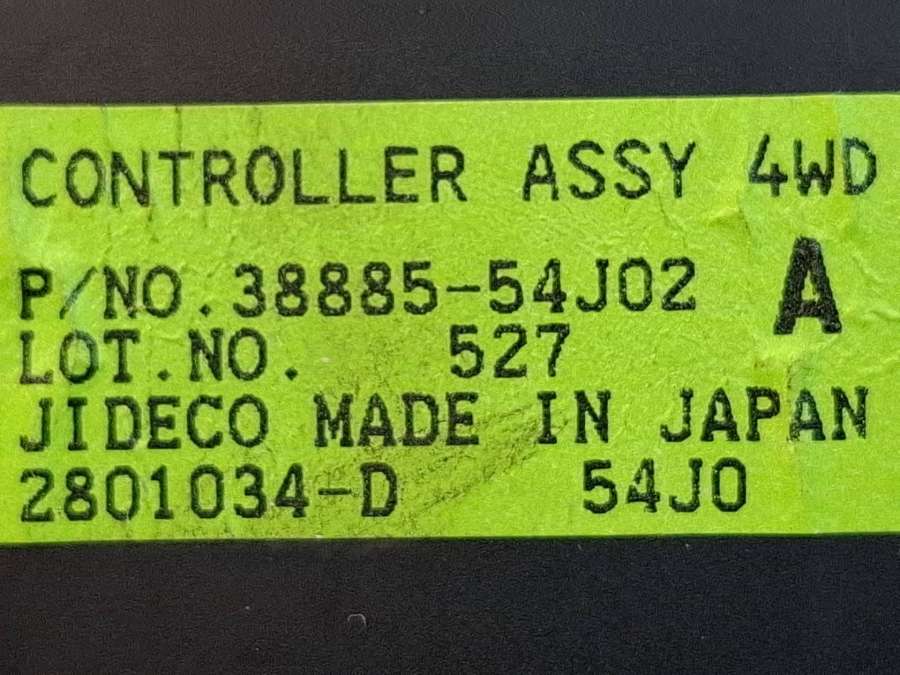 CONTROLLER ASSY 4WD
P/NO.38885-54J02 A
LOT.NO. 527
JIDECO MADE IN JAPAN
2801034-D 54J0